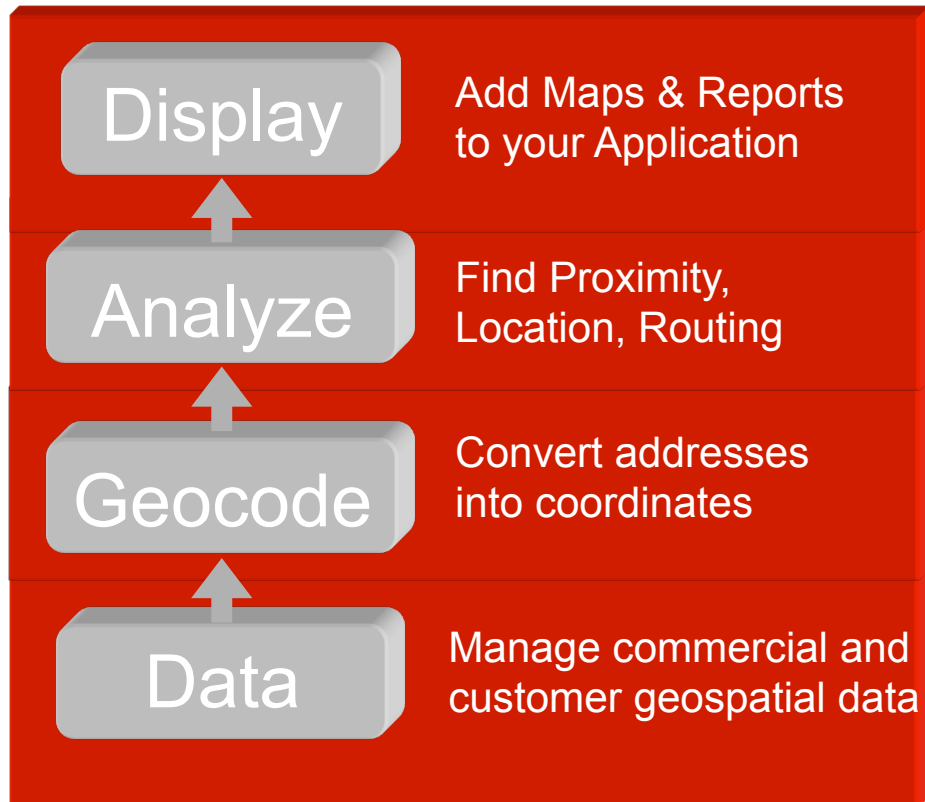 Display
Add Maps & Reports
to your Application
Analyze
Find Proximity,
Location, Routing
Geocode
Convert addresses
into coordinates
Data
Manage commercial and
customer geospatial data